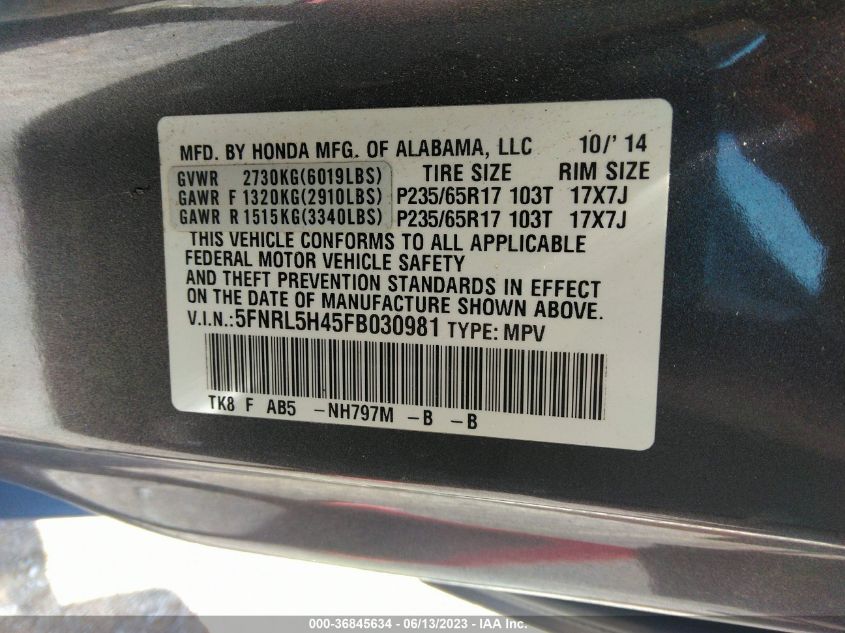 MFD. BY HONDA MFG. OF ALABAMA, LLC 10/' 14
GVWR 2730KG(6019LBS) TIRE SIZE RIM SIZE
GAWR F 1320KG(2910LBS) P235/65R17 103T 17X7J
GAWR R 1515KG(3340LBS) P235/65R17 103T 17X7J
THIS VEHICLE CONFORMS TO ALL APPLICABLE
FEDERAL MOTOR VEHICLE SAFETY
AND THEFT PREVENTION STANDARDS IN EFFECT
ON THE DATE OF MANUFACTURE SHOWN ABOVE.
V.I.N.:5FNRL5H45FB030981 TYPE: MPV
TK8 F AB5 -NH797M -B -B
000-36845634 - 06/13/2023 - IAA Inc.